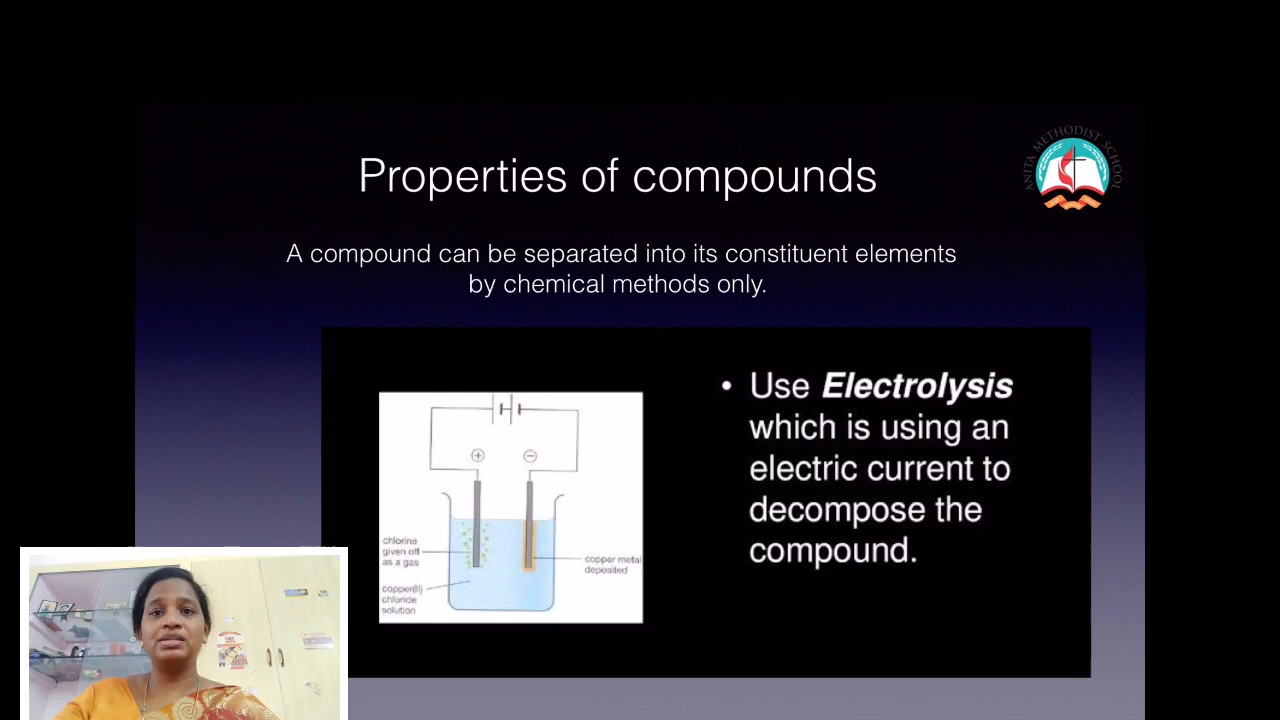 ANITA METHODIST SCHOOL
Properties of compounds
A compound can be separated into its constituent elements
by chemical methods only.
• Use Electrolysis
which is using an
electric current to
decompose the
compound.
+
−
chlorine
given off
as a gas
copper(II)
chloride
solution
copper metal
deposited